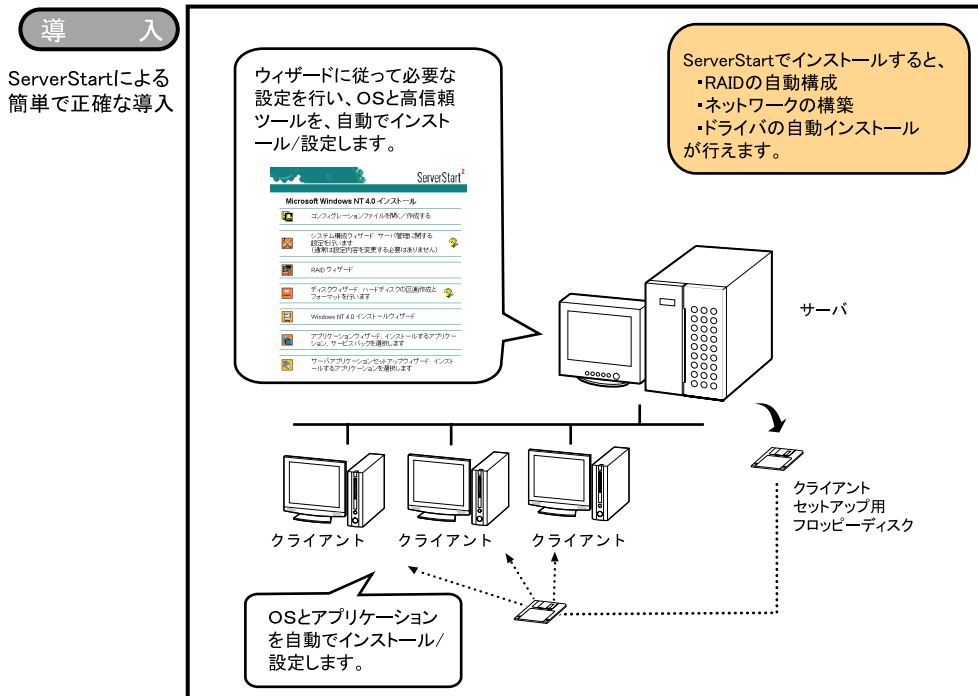 導 入
ServerStartによる
簡単で正確な導入
ウィザードに従って必要な
設定を行い、OSと高信頼
ツールを、自動でインスト
ール/設定します。
ServerStart2
Microsoft Windows NT 4.0 インストール
コンフィグレーションファイルを開く/作成する
システム構成ウィザード: サーバ管理に関する
設定を行います
(通常は設定内容を変更する必要はありません)
RAID ウィザード
ディスクウィザード: ハードディスクの区画作成と
フォーマットを行います
Windows NT 4.0 インストールウィザード
アプリケーションウィザード: インストールするアプリケー
ション、サービスパックを選択します
サーバアプリケーションセットアップウィザード: インスト
ールするアプリケーションを選択します
ServerStartでインストールすると、
・RAIDの自動構成
・ネットワークの構築
・ドライバの自動インストール
が行えます。
サーバ
クライアント
セットアップ用
フロッピーディスク
クライアント
クライアント
クライアント
OSとアプリケーション
を自動でインストール/
設定します。